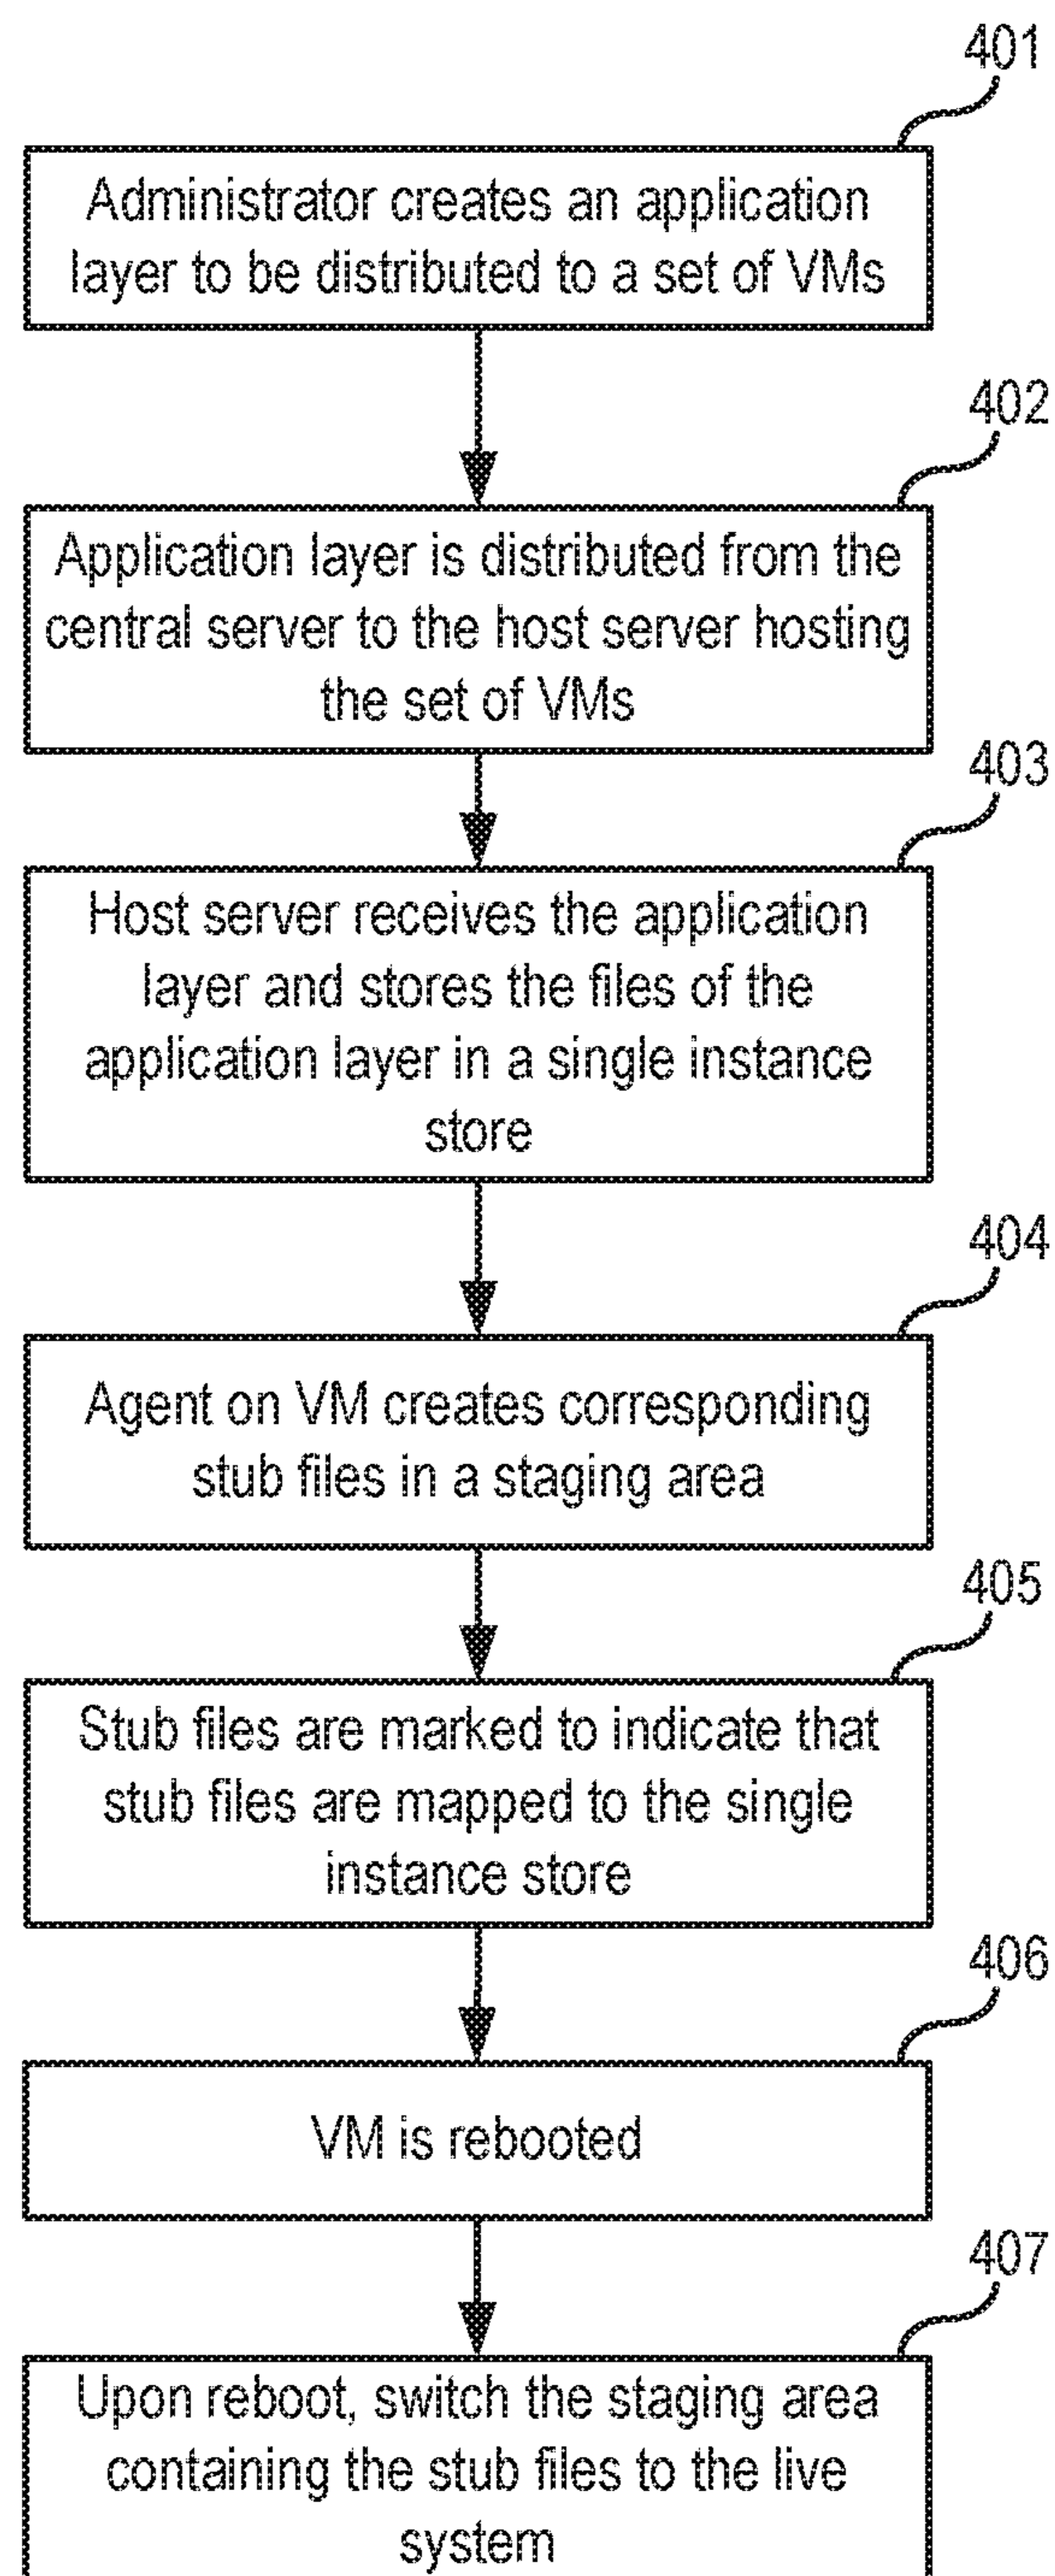 401
Administrator creates an application
layer to be distributed to a set of VMs
402
Application layer is distributed from the
central server to the host server hosting
the set of VMs
403
Host server receives the application
layer and stores the files of the
application layer in a single instance
store
404
Agent on VM creates corresponding
stub files in a staging area
405
Stub files are marked to indicate that
stub files are mapped to the single
instance store
406
VM is rebooted
407
Upon reboot, switch the staging area
containing the stub files to the live
system